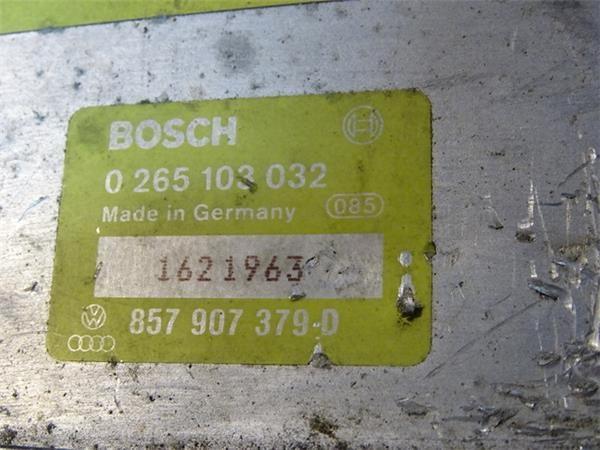 BOSCH
0 265 103 032
Made in Germany 085
1621963
857 907 379-D